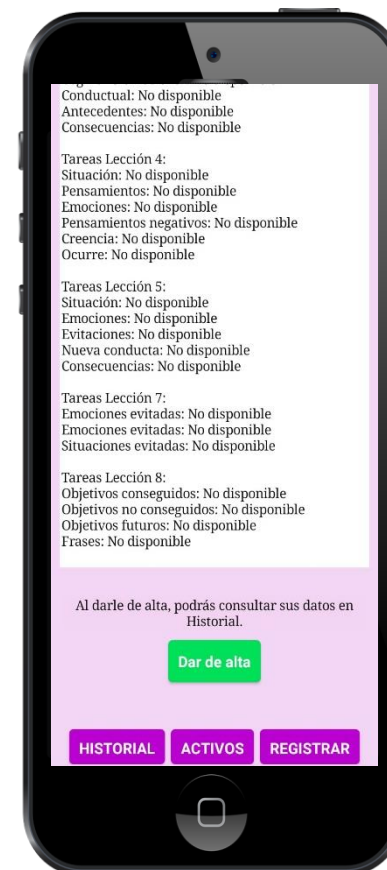 Conductual: No disponible
Antecedentes: No disponible
Consecuencias: No disponible
Tareas Lección 4:
Situación: No disponible
Pensamientos: No disponible
Emociones: No disponible
Pensamientos negativos: No disponible
Creencia: No disponible
Ocurre: No disponible
Tareas Lección 5:
Situación: No disponible
Emociones: No disponible
Evitaciones: No disponible
Nueva conducta: No disponible
Consecuencias: No disponible
Tareas Lección 7:
Emociones evitadas: No disponible
Emociones evitadas: No disponible
Situaciones evitadas: No disponible
Tareas Lección 8:
Objetivos conseguidos: No disponible
Objetivos no conseguidos: No disponible
Objetivos futuros: No disponible
Frases: No disponible
Al darle de alta, podrás consultar sus datos en
Historial.
Dar de alta
HISTORIAL ACTIVOS REGISTRAR